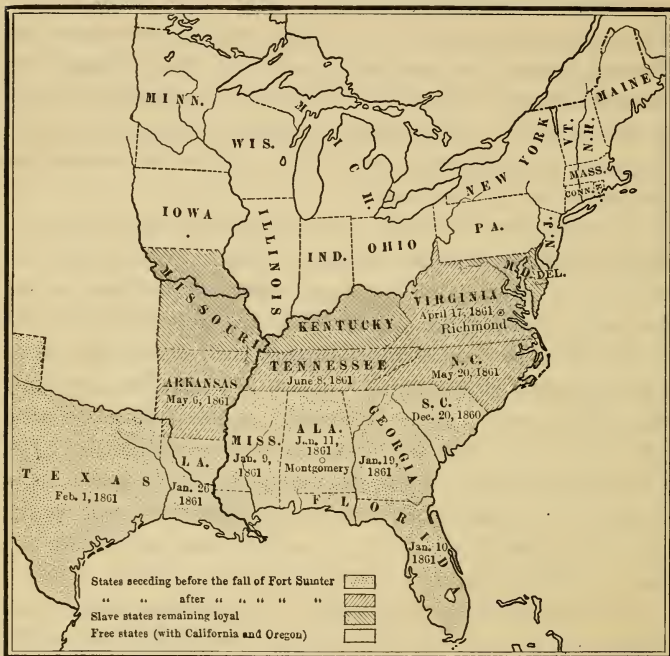 MINN.
WIS.
MICH.
MAINE
VT.
N.H.
NEW YORK
MASS.
CONN.
IOWA
ILLINOIS
IND.
OHIO
PA.
N.J.
MD.
DEL.
MISSOURI
KENTUCKY
VIRGINIA
April 17, 1861
Richmond
TENNESSEE
June 8, 1861
N.C.
May 20, 1861
ARKANSAS
May 6, 1861
S.C.
Dec. 20, 1860
MISS.
Jan. 9,
1861
ALA.
Jan. 11,
1861
Montgomery
GEORGIA
Jan. 19,
1861
LA.
Jan. 26
1861
TEXAS
Feb. 1, 1861
FLORID
Jan. 10
1861
States seceding before the fall of Fort Sumter
" " after " " " " "
Slave states remaining loyal
Free states (with California and Oregon)